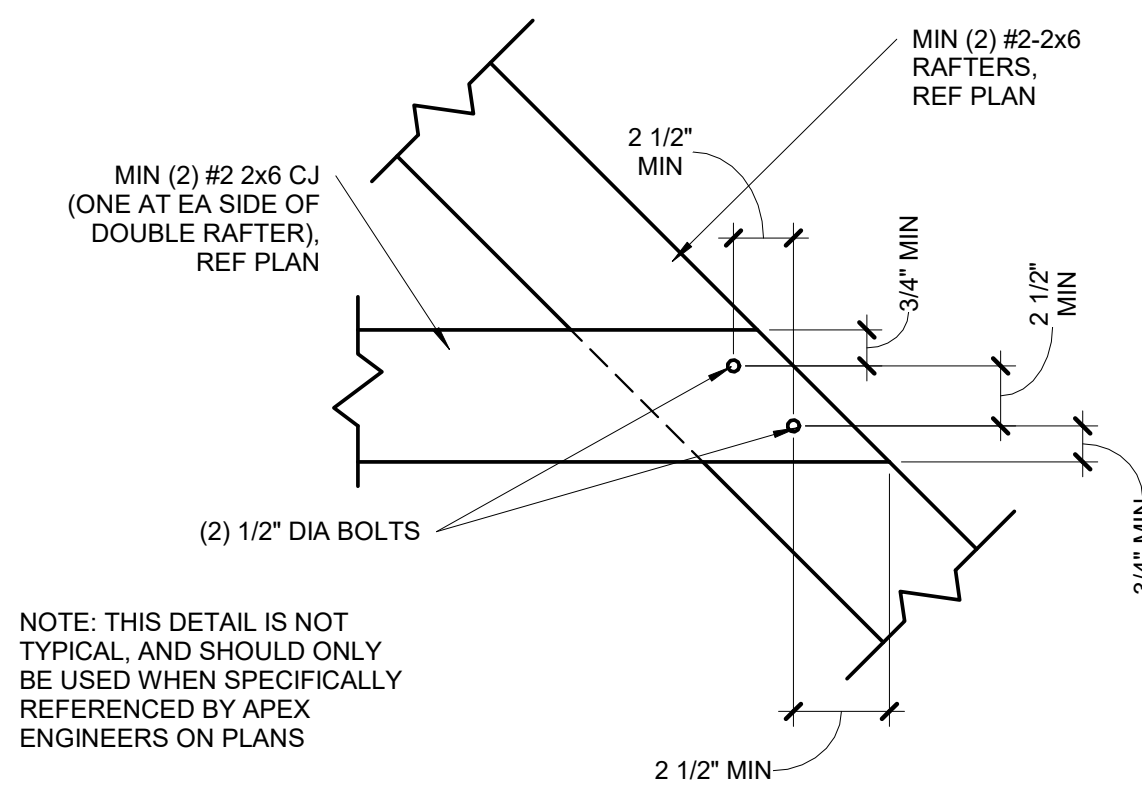 MIN (2) #2-2x6
RAFTERS,
REF PLAN
2 1/2"
MIN
MIN (2) #2 2x6 CJ
(ONE AT EA SIDE OF
DOUBLE RAFTER),
REF PLAN
3/4" MIN
2 1/2"
MIN
(2) 1/2" DIA BOLTS
3/4" MIN
NOTE: THIS DETAIL IS NOT
TYPICAL, AND SHOULD ONLY
BE USED WHEN SPECIFICALLY
REFERENCED BY APEX
ENGINEERS ON PLANS
2 1/2" MIN